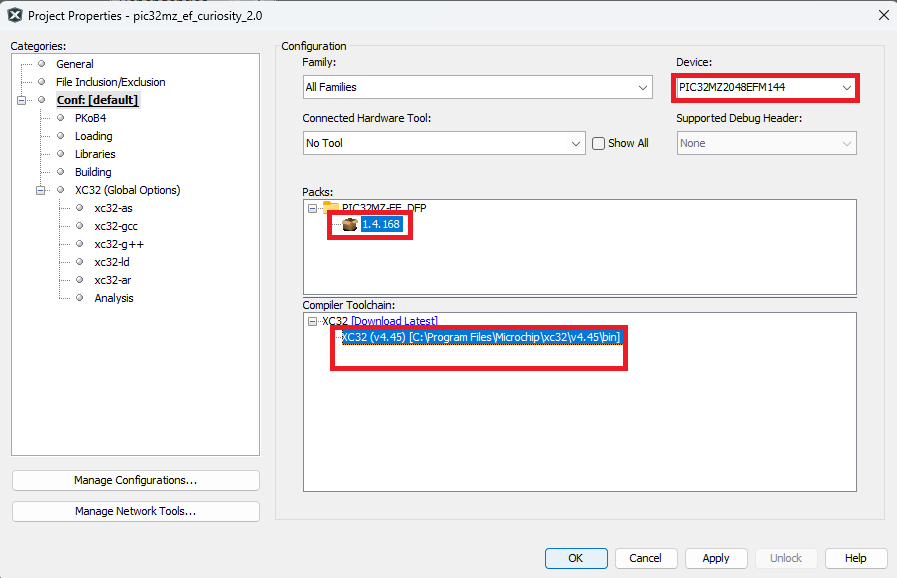 Project Properties - pic32mz_ef_curiosity_2.0
Categories:
General
File Inclusion/Exclusion
Conf: [default]
PKoB4
Loading
Libraries
Building
XC32 (Global Options)
xc32-as
xc32-gcc
xc32-g++
xc32-ld
xc32-ar
Analysis
Manage Configurations...
Manage Network Tools...
Configuration
Family:
Device:
All Families
PIC32MZ2048EFM144
Connected Hardware Tool:
Supported Debug Header:
No Tool
Show All
None
Packs:
PIC32MZ-EF_DFP
1.4.168
Compiler Toolchain:
XC32 [Download Latest]
XC32 (v4.45) [C:\Program Files\Microchip\xc32\v4.45\bin]
OK
Cancel
Apply
Unlock
Help